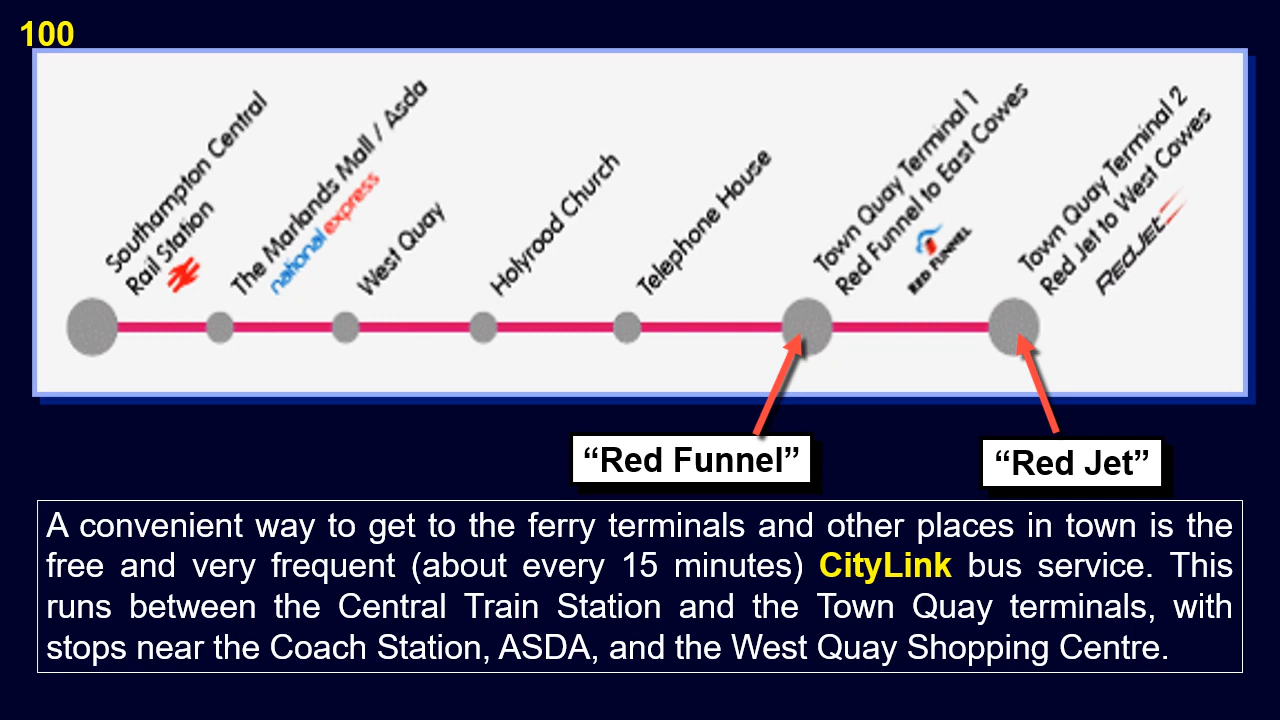 100
Southampton Central
Rail Station
The Marlands Mall / Asda
national express
West Quay
Holyrood Church
Telephone House
Town Quay Terminal 1
Red Funnel to East Cowes
RED FUNNEL
Town Quay Terminal 2
Red Jet to West Cowes
REDJET
“Red Funnel”
“Red Jet”
A convenient way to get to the ferry terminals and other places in town is the
free and very frequent (about every 15 minutes) CityLink bus service. This
runs between the Central Train Station and the Town Quay terminals, with
stops near the Coach Station, ASDA, and the West Quay Shopping Centre.